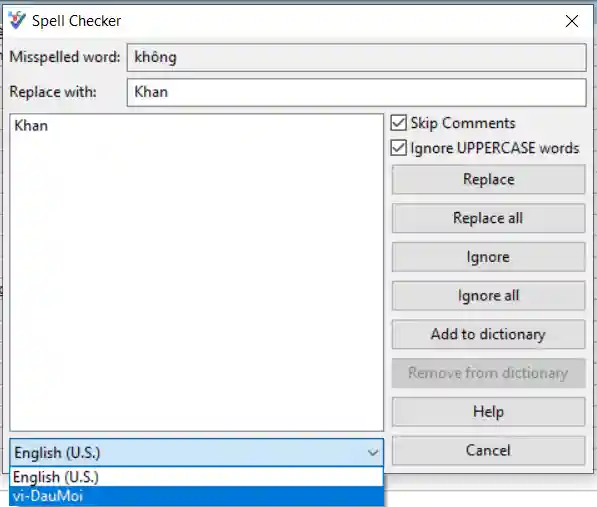 Spell Checker
Misspelled word: không
Replace with: Khan
Khan
Skip Comments
Ignore UPPERCASE words
Replace
Replace all
Ignore
Ignore all
Add to dictionary
Remove from dictionary
Help
Cancel
English (U.S.)
English (U.S.)
vi-DauMoi